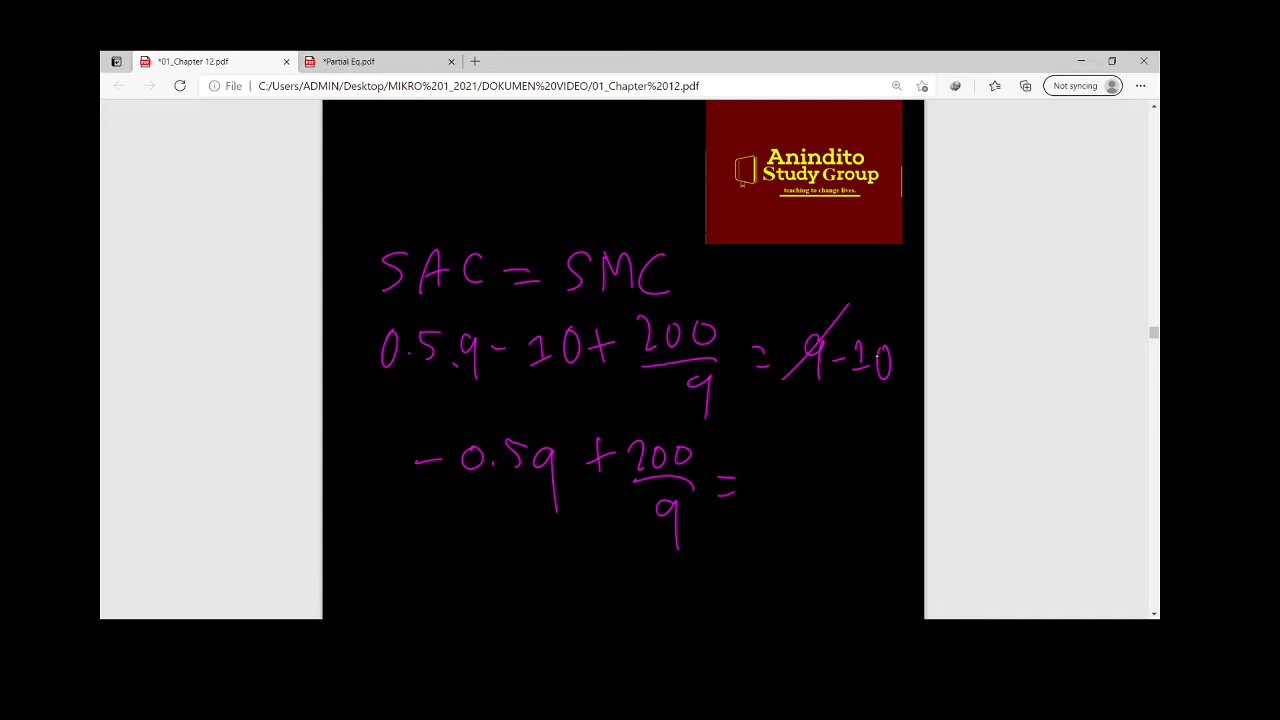 *01_Chapter 12.pdf
*Partial Eq.pdf
File
C:/Users/ADMIN/Desktop/MIKRO%201_2021/DOKUMEN%20VIDEO/01_Chapter%2012.pdf
Not syncing
Anindito
Study Group
teaching to change lives.
SAC = SMC
0.5.q - 10 + 200/q = q - 10
- 0.5q + 200/q =